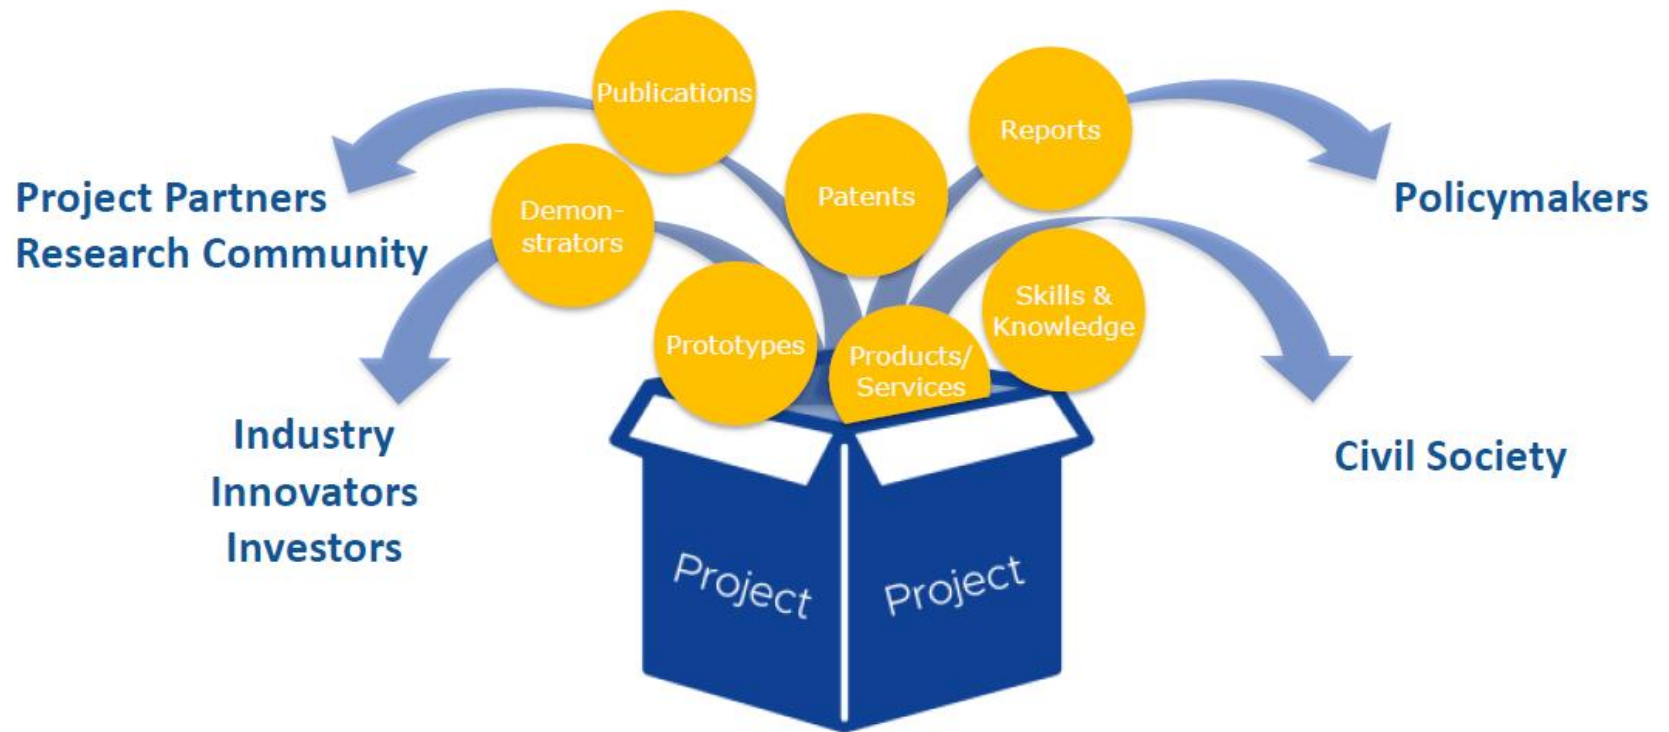 Publications
Reports
Patents
Project Partners
Research Community
Demon-
strators
Policymakers
Skills &
Knowledge
Prototypes
Products/
Services
Industry
Innovators
Investors
Civil Society
Project
Project